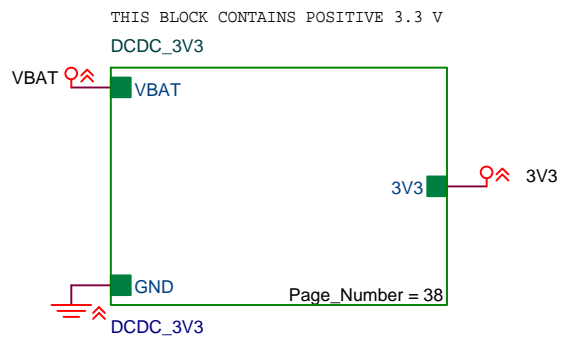 THIS BLOCK CONTAINS POSITIVE 3.3 V
DCDC_3V3
VBAT
VBAT
3V3
3V3
GND
Page_Number = 38
DCDC_3V3